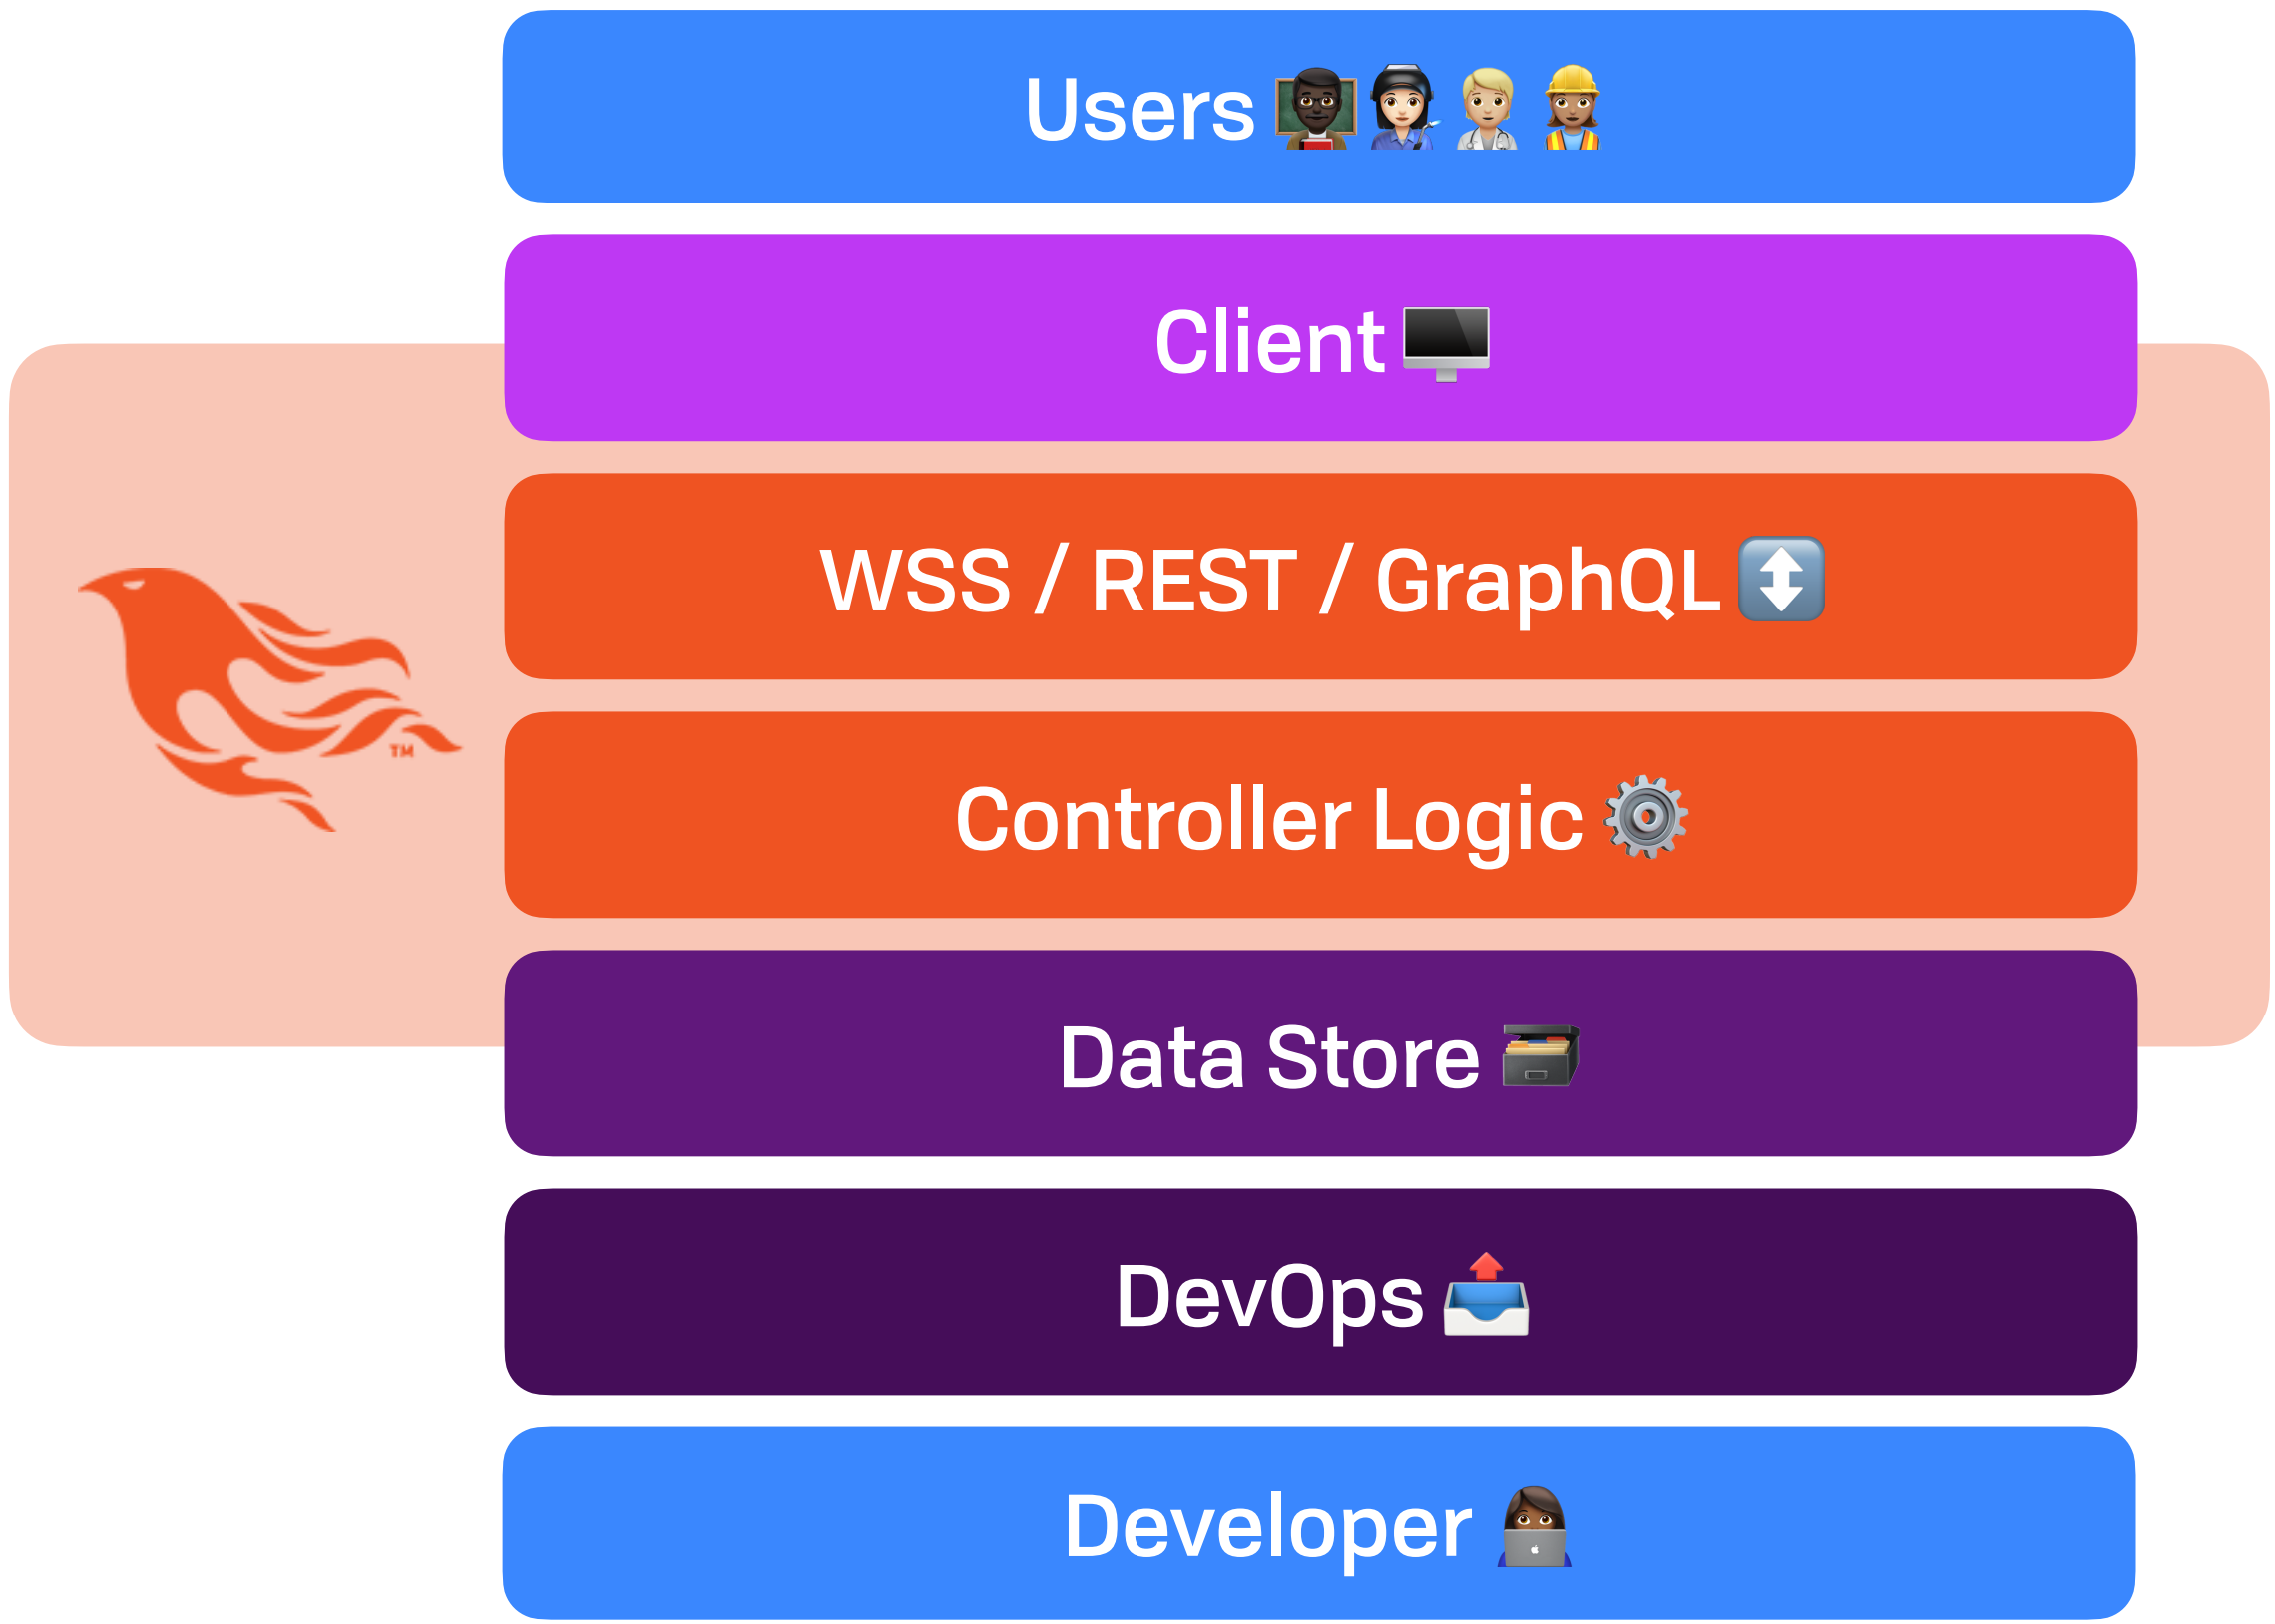 Users
Client
WSS / REST / GraphQL
Controller Logic
TM
Data Store
DevOps
Developer